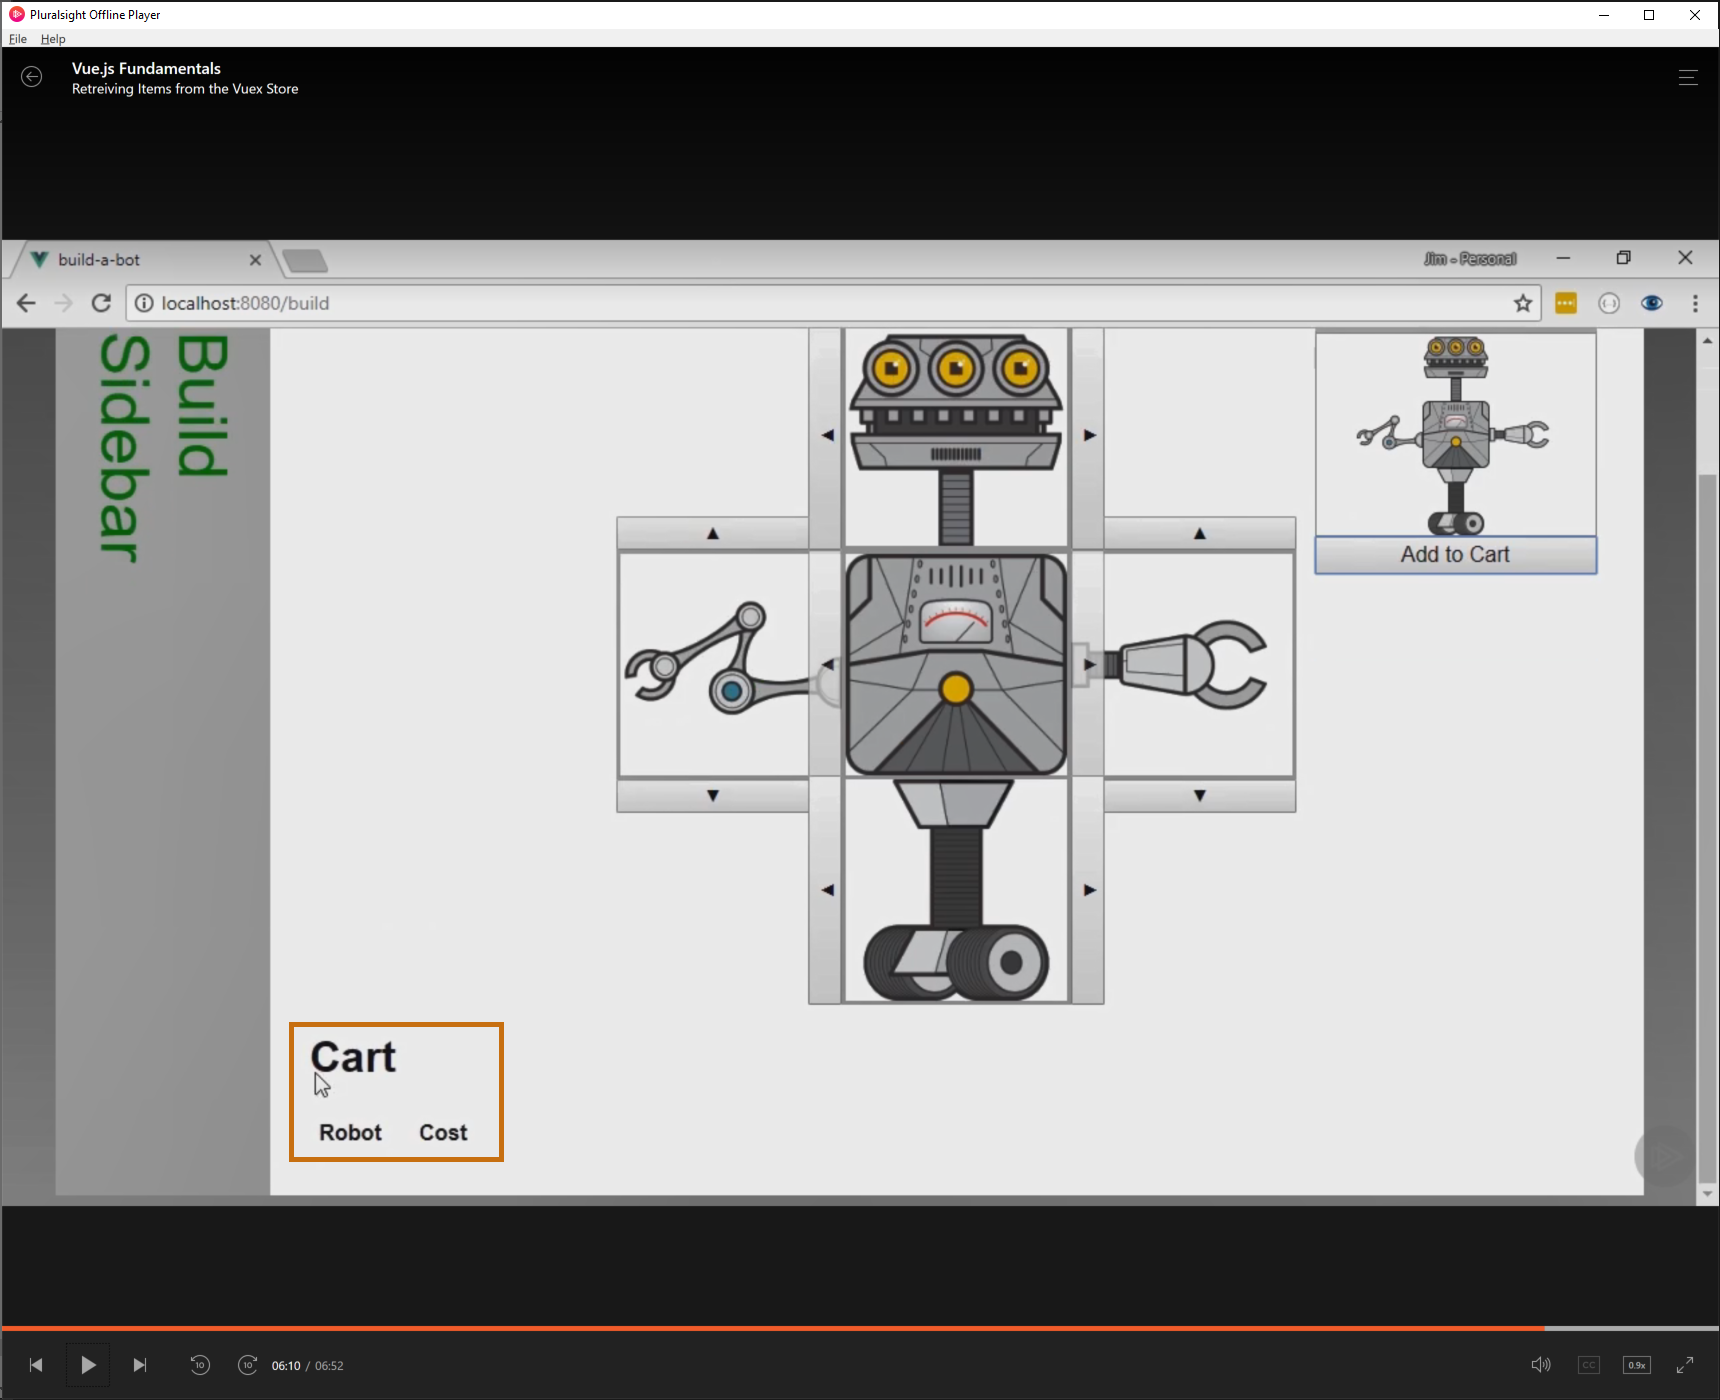 Pluralsight Offline Player
File Help
Vue.js Fundamentals
Retreiving Items from the Vuex Store
build-a-bot
Jim - Personal
localhost:8080/build
Build
Sidebar
Add to Cart
Cart
Robot Cost
10 10 06:10 / 06:52 CC 0.9x